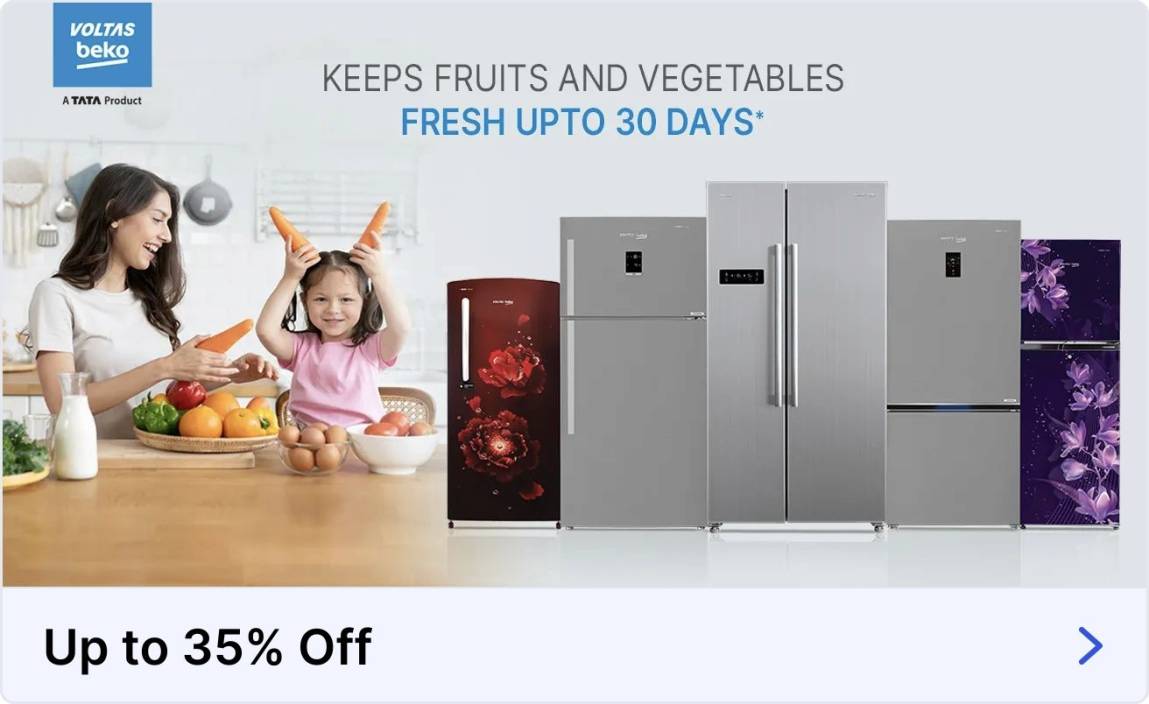 VOLTAS
beko
A TATA Product
KEEPS FRUITS AND VEGETABLES
FRESH UPTO 30 DAYS*
Up to 35% Off